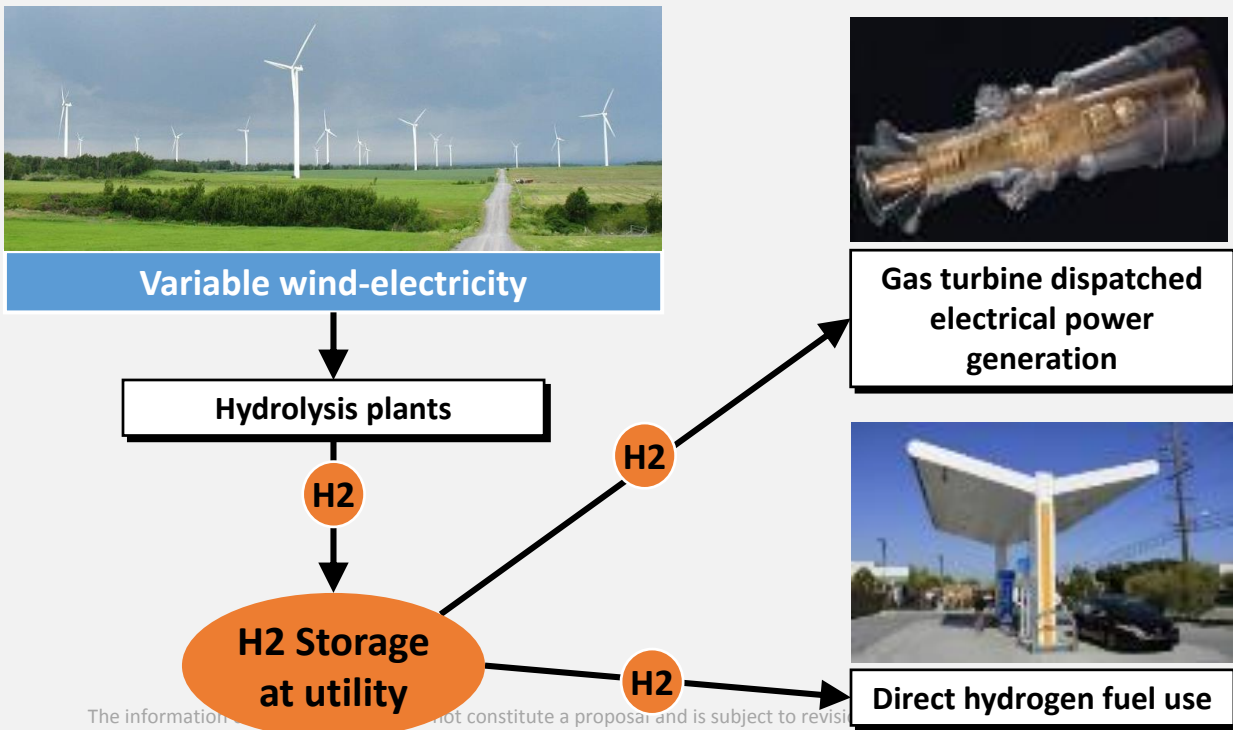 Variable wind-electricity
Gas turbine dispatched
electrical power
generation
Hydrolysis plants
H2
H2
H2 Storage
at utility
H2
Direct hydrogen fuel use
The information
not constitute a proposal and is subject to